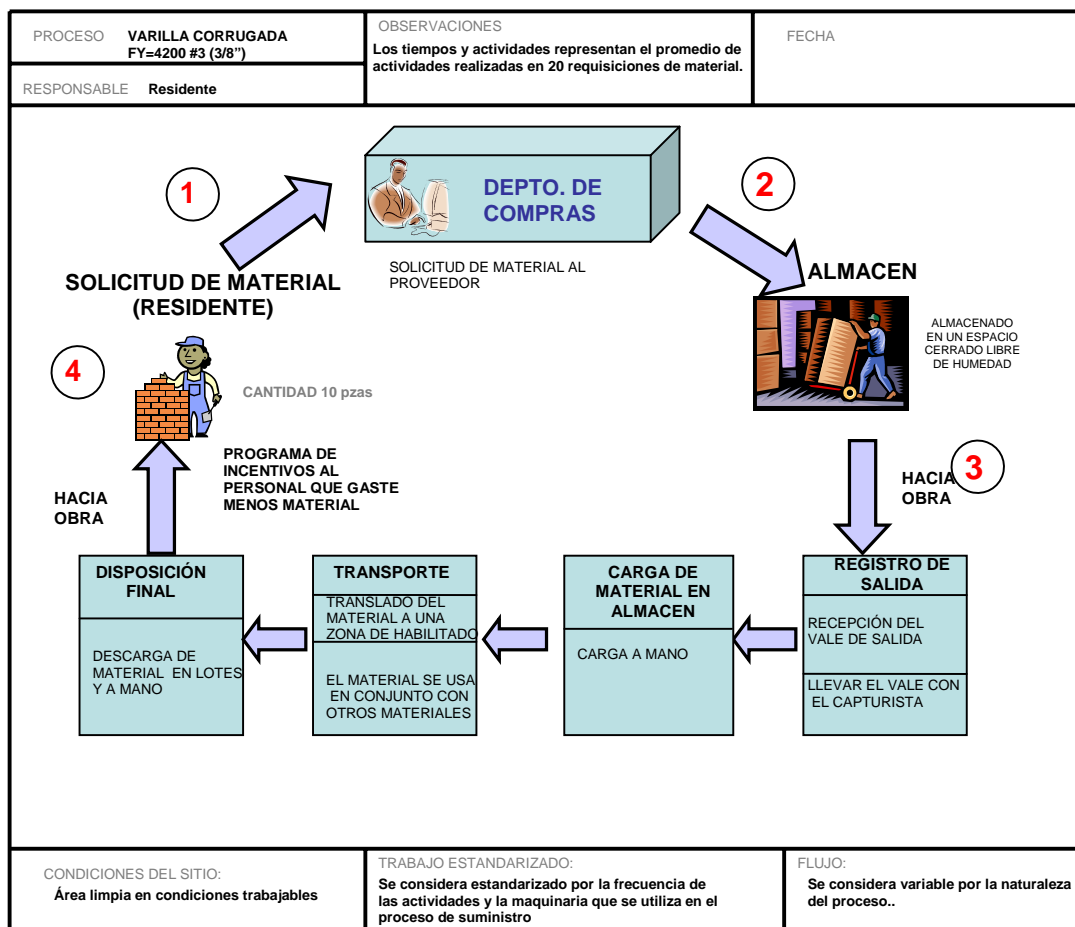 PROCESO VARILLA CORRUGADA
FY=4200 #3 (3/8”)
RESPONSABLE Residente
OBSERVACIONES
Los tiempos y actividades representan el promedio de
actividades realizadas en 20 requisiciones de material.
FECHA
1
DEPTO. DE
COMPRAS
2
SOLICITUD DE MATERIAL
(RESIDENTE)
SOLICITUD DE MATERIAL AL
PROVEEDOR
ALMACEN
ALMACENADO
EN UN ESPACIO
CERRADO LIBRE
DE HUMEDAD
4
CANTIDAD 10 pzas
PROGRAMA DE
INCENTIVOS AL
PERSONAL QUE GASTE
MENOS MATERIAL
HACIA
OBRA
HACIA
OBRA
3
DISPOSICIÓN
FINAL
DESCARGA DE
MATERIAL EN LOTES
Y A MANO
TRANSPORTE
TRANSLADO DEL
MATERIAL A UNA
ZONA DE HABILITADO
EL MATERIAL SE USA
EN CONJUNTO CON
OTROS MATERIALES
CARGA DE
MATERIAL EN
ALMACEN
CARGA A MANO
REGISTRO DE
SALIDA
RECEPCIÓN DEL
VALE DE SALIDA
LLEVAR EL VALE CON
EL CAPTURISTA
CONDICIONES DEL SITIO:
Área limpia en condiciones trabajables
TRABAJO ESTANDARIZADO:
Se considera estandarizado por la frecuencia de
las actividades y la maquinaria que se utiliza en el
proceso de suministro
FLUJO:
Se considera variable por la naturaleza
del proceso..